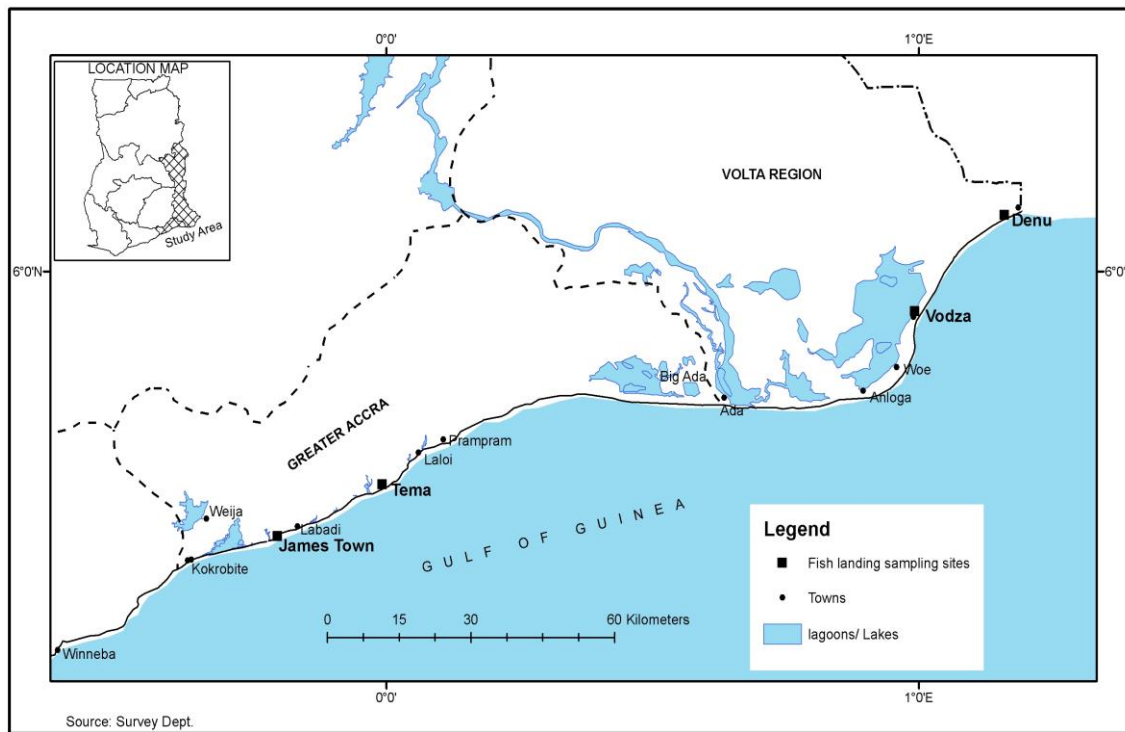 0°0'
1°0'E
LOCATION MAP
Study Area
VOLTA REGION
Denu
6°0'N
6°0'
Vodza
Woe
Big Ada
Anloga
Ada
GREATER ACCRA
Prampram
Laloi
Tema
Weija
Labadi
James Town
GULF OF GUINEA
Kokrobite
Winneba
0 15 30 60 Kilometers
Legend
Fish landing sampling sites
Towns
lagoons/ Lakes
0°0'
1°0'E
Source: Survey Dept.